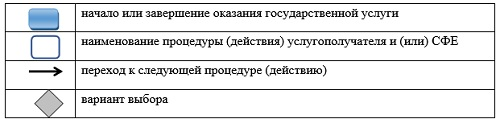 начало или завершение оказания государственной услуги
наименование процедуры (действия) услугополучателя и (или) СФЕ
переход к следующей процедуре (действию)
вариант выбора